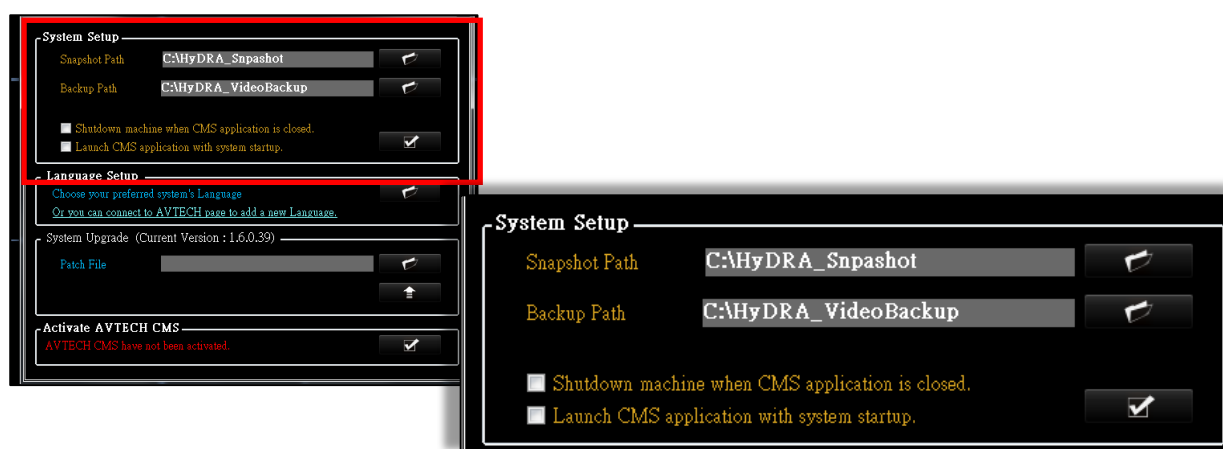 System Setup
Snapshot Path C:\HyDRA_Snpashot
Backup Path C:\HyDRA_VideoBackup
Shutdown machine when CMS application is closed.
Launch CMS application with system startup.
Language Setup
Choose your preferred system's Language
Or you can connect to AVTECH page to add a new Language.
System Upgrade (Current Version : 1.6.0.39)
Patch File
Activate AVTECH CMS
AVTECH CMS have not been activated.
System Setup
Snapshot Path C:\HyDRA_Snpashot
Backup Path C:\HyDRA_VideoBackup
Shutdown machine when CMS application is closed.
Launch CMS application with system startup.